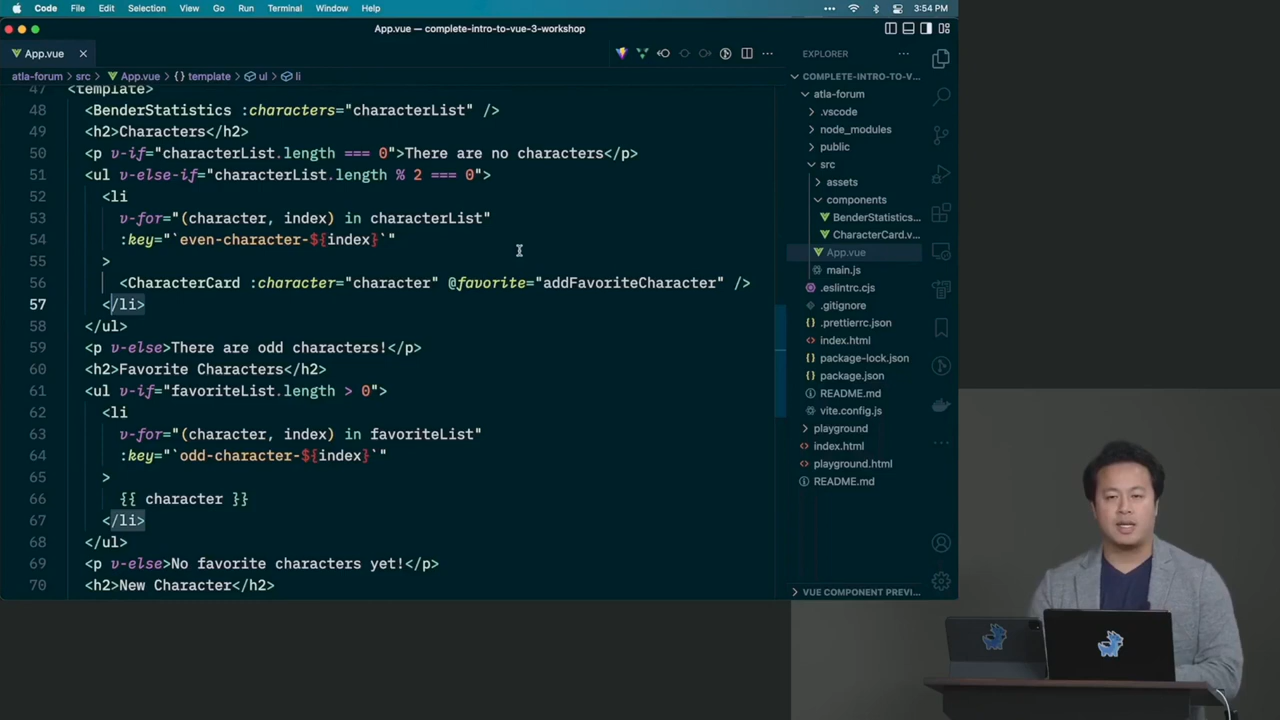 Code File Edit Selection View Go Run Terminal Window Help 3:54 PM
App.vue — complete-intro-to-vue-3-workshop
App.vue
atla-forum > src > App.vue > {} template > ul > li
47 <template>
48 <BenderStatistics :characters="characterList" />
49 <h2>Characters</h2>
50 <p v-if="characterList.length === 0">There are no characters</p>
51 <ul v-else-if="characterList.length % 2 === 0">
52 <li
53 v-for="(character, index) in characterList"
54 :key="`even-character-${index}`"
55 >
56 <CharacterCard :character="character" @favorite="addFavoriteCharacter" />
57 </li>
58 </ul>
59 <p v-else>There are odd characters!</p>
60 <h2>Favorite Characters</h2>
61 <ul v-if="favoriteList.length > 0">
62 <li
63 v-for="(character, index) in favoriteList"
64 :key="`odd-character-${index}`"
65 >
66 {{ character }}
67 </li>
68 </ul>
69 <p v-else>No favorite characters yet!</p>
70 <h2>New Character</h2>
EXPLORER
COMPLETE-INTRO-TO-V...
atla-forum
.vscode
node_modules
public
src
assets
components
BenderStatistics...
CharacterCard.v...
App.vue
main.js
.eslintrc.cjs
.gitignore
.prettierrc.json
index.html
package-lock.json
package.json
README.md
vite.config.js
playground
index.html
playground.html
README.md
VUE COMPONENT PREVI...